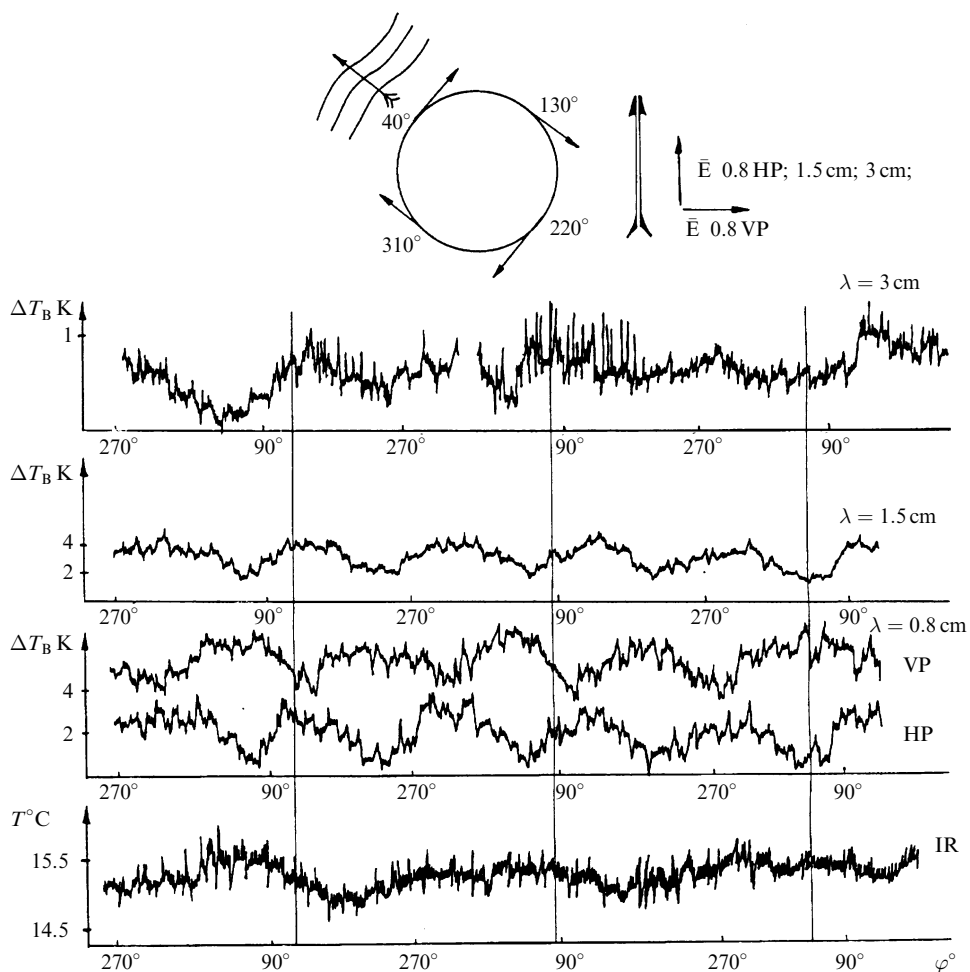 40°
130°
310°
220°
Ē 0.8 HP; 1.5 cm; 3 cm;
Ē 0.8 VP
ΔT_B K
λ = 3 cm
1
270° 90° 270° 90° 270° 90°
ΔT_B K
λ = 1.5 cm
4
2
270° 90° 270° 90° 270° 90°
ΔT_B K
λ = 0.8 cm
VP
4
2
HP
270° 90° 270° 90° 270° 90°
T°C
IR
15.5
14.5
270° 90° 270° 90° 270° 90° φ°